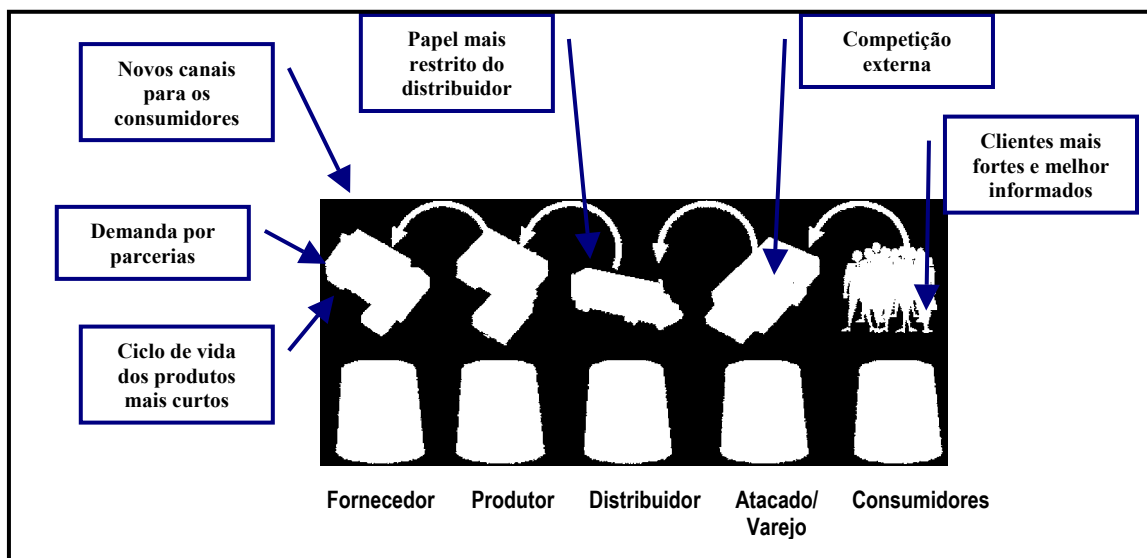 Novos canais
para os
consumidores
Papel mais
restrito do
distribuidor
Competição
externa
Clientes mais
fortes e melhor
informados
Demanda por
parcerias
Ciclo de vida
dos produtos
mais curtos
Fornecedor
Produtor
Distribuidor
Atacado/
Varejo
Consumidores